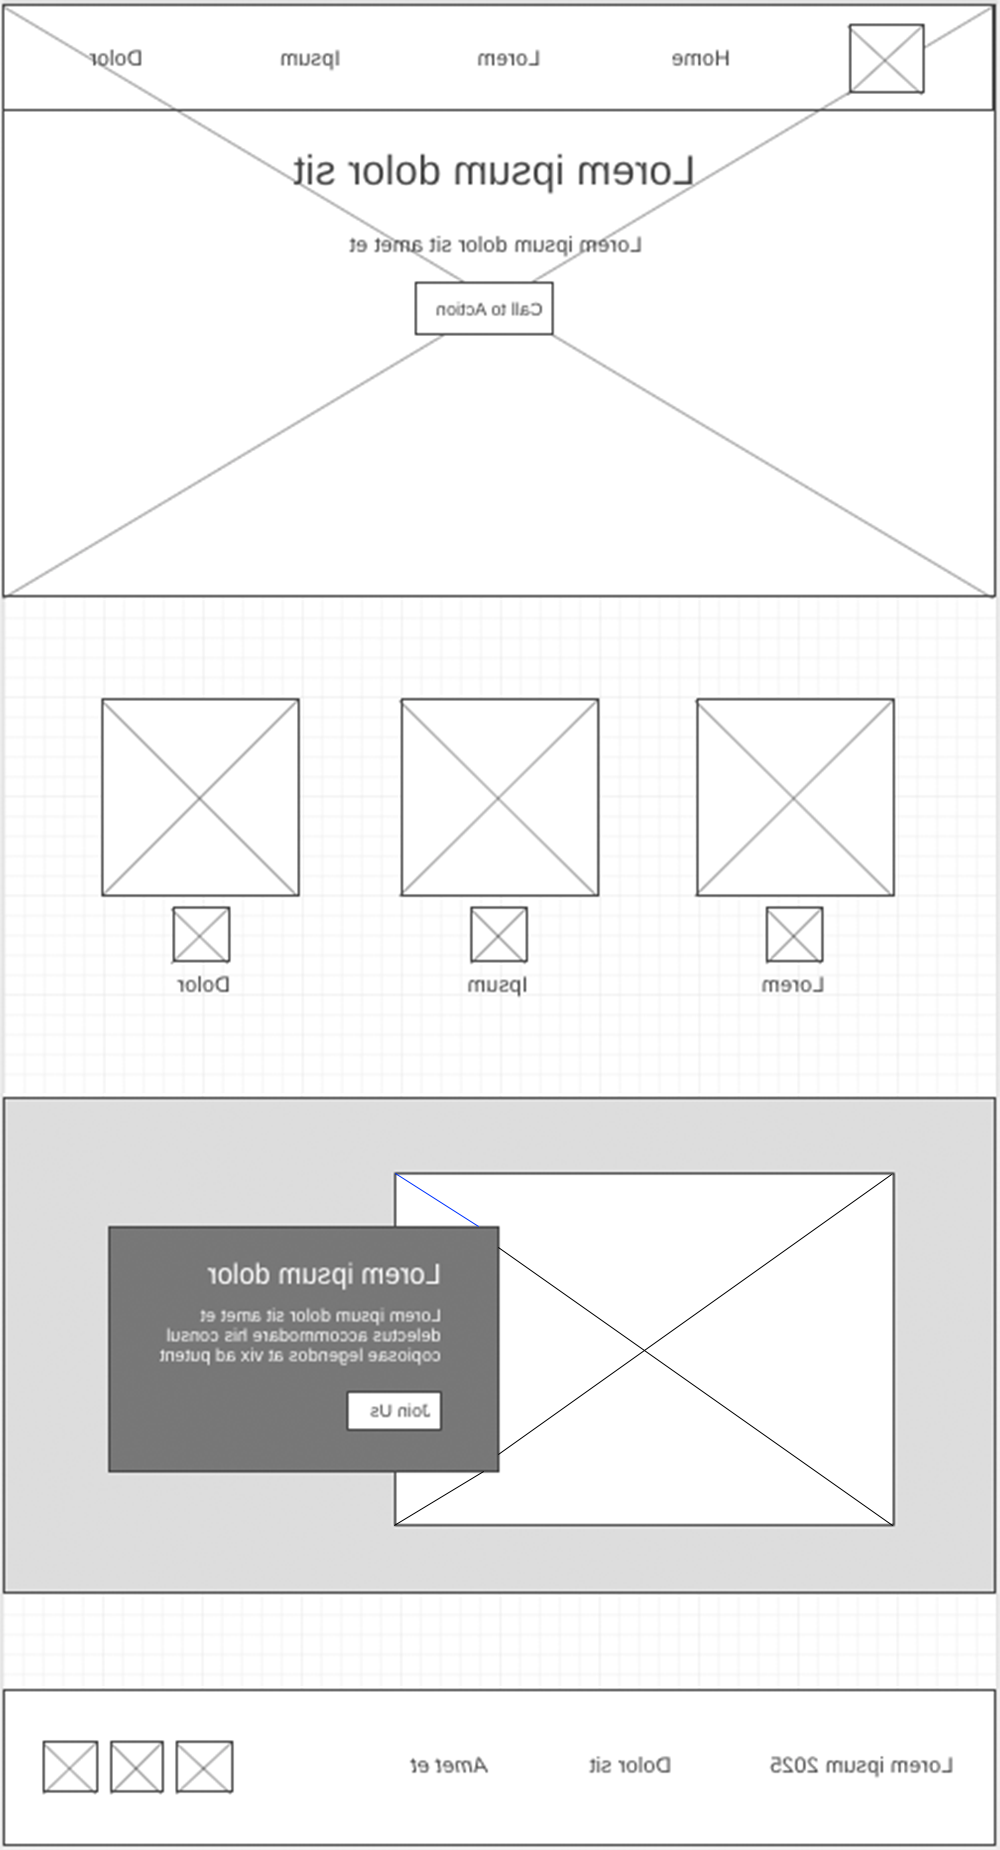 Home
Lorem
Ipsum
Dolor
Lorem ipsum dolor sit
Lorem ipsum dolor sit amet et
Call to Action
Lorem
Ipsum
Dolor
Lorem ipsum dolor
Lorem ipsum dolor sit amet et
delectus accommodare his consul
copiosae legendos at vix ad putent
Join Us
Lorem ipsum 2025
Dolor sit
Amet et